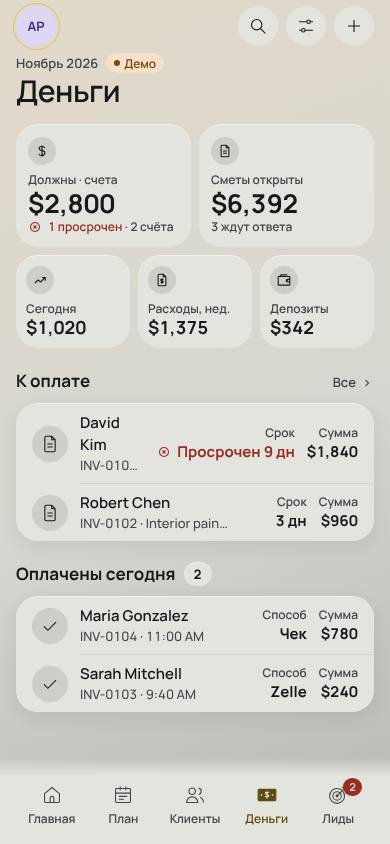 AP
Ноябрь 2026 Демо
Деньги
Должны · счета
$2,800
1 просрочен · 2 счёта
Сметы открыты
$6,392
3 ждут ответа
Сегодня
$1,020
Расходы, нед.
$1,375
Депозиты
$342
К оплате
Все
David
Kim
INV-010...
Срок
Просрочен 9 дн
Сумма
$1,840
Robert Chen
INV-0102 · Interior pain...
Срок
3 дн
Сумма
$960
Оплачены сегодня 2
Maria Gonzalez
INV-0104 · 11:00 AM
Способ
Чек
Сумма
$780
Sarah Mitchell
INV-0103 · 9:40 AM
Способ
Zelle
Сумма
$240
2
Главная План Клиенты Деньги Лиды